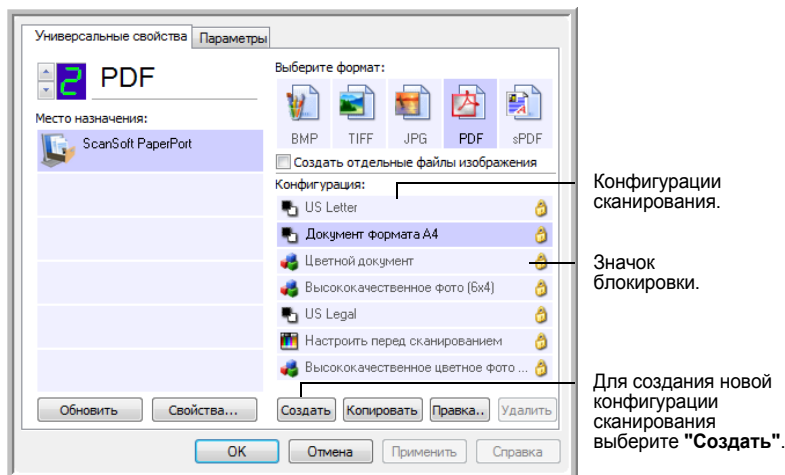 Универсальные свойства Параметры
2 PDF
Место назначения:
ScanSoft PaperPort
Обновить Свойства...
Выберите формат:
BMP TIFF JPG PDF sPDF
Создать отдельные файлы изображения
Конфигурация:
US Letter
Документ формата A4
Цветной документ
Высококачественное фото (6x4)
US Legal
Настроить перед сканированием
Высококачественное цветное фото ...
Создать Копировать Правка.. Удалить
OK Отмена Применить Справка
Конфигурации
сканирования.
Значок
блокировки.
Для создания новой
конфигурации
сканирования
выберите "Создать".